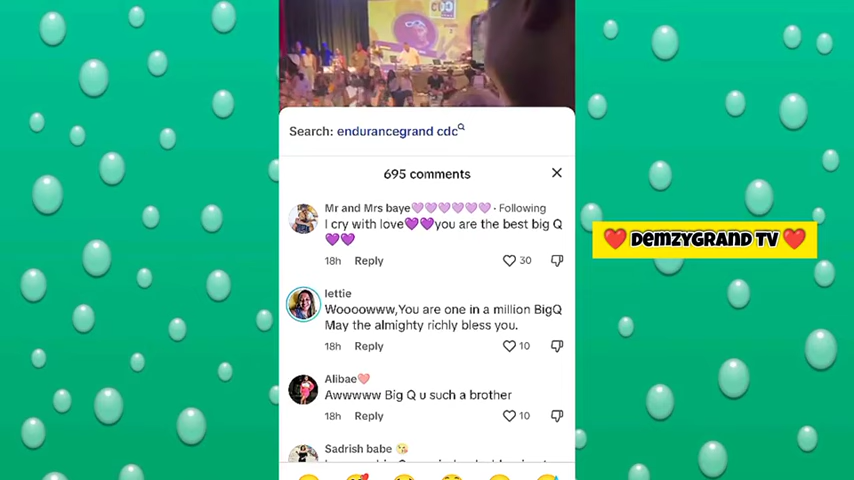 CDC
Search: endurancegrand cdc
695 comments
Mr and Mrs baye💜💜💜💜💜💜 · Following
I cry with love💜💜you are the best big Q
💜💜
18h Reply 30
lettie
Woooowww,You are one in a million BigQ
May the almighty richly bless you.
18h Reply 10
Alibae🩷
Awwwww Big Q u such a brother
18h Reply 10
Sadrish babe 😘
❤️ DEMZYGRAND TV ❤️